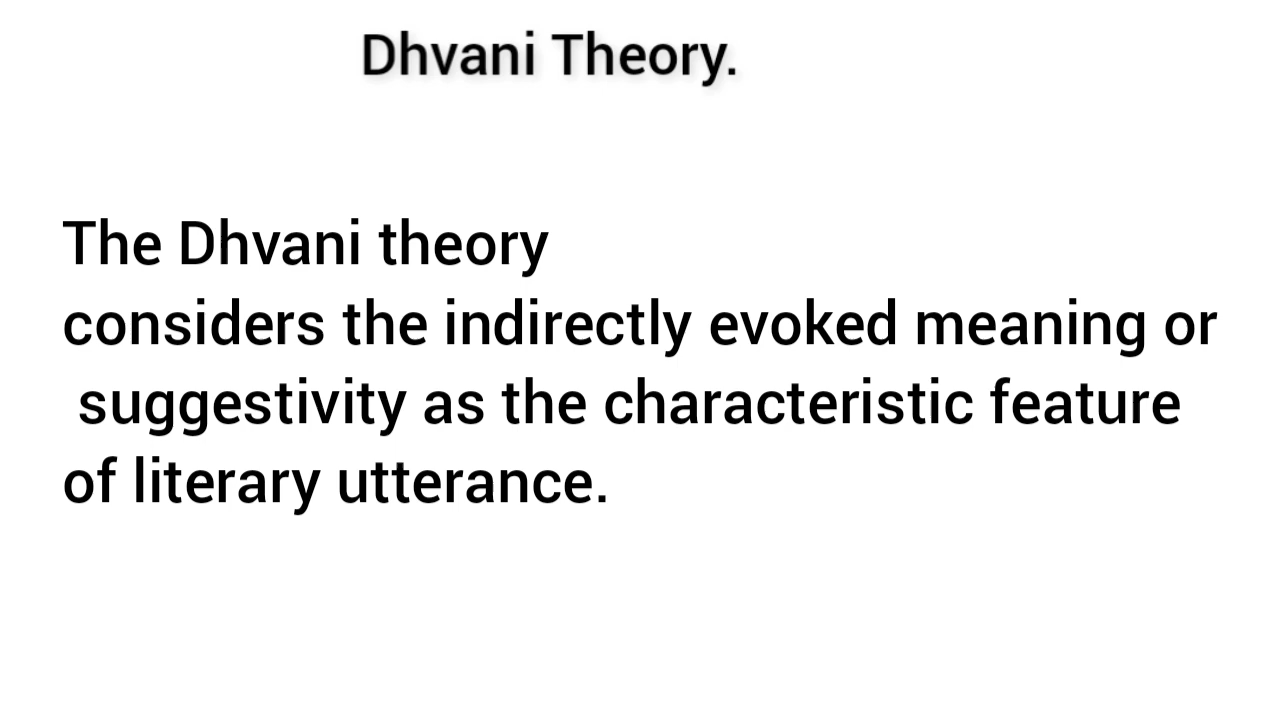 Dhvani Theory.
The Dhvani theory
considers the indirectly evoked meaning or
suggestivity as the characteristic feature
of literary utterance.